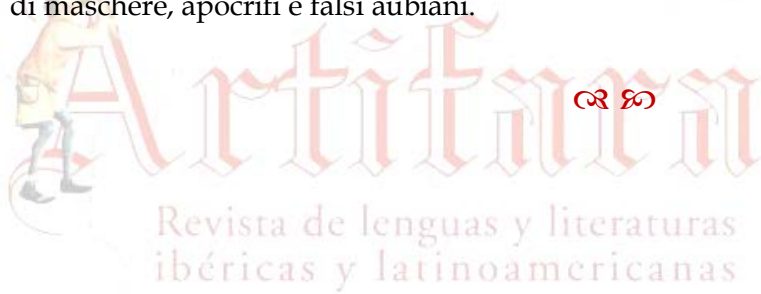 di maschere, apocrifi e falsi aubiani.
Artifara
Revista de lenguas y literaturas
ibéricas y latinoamericanas